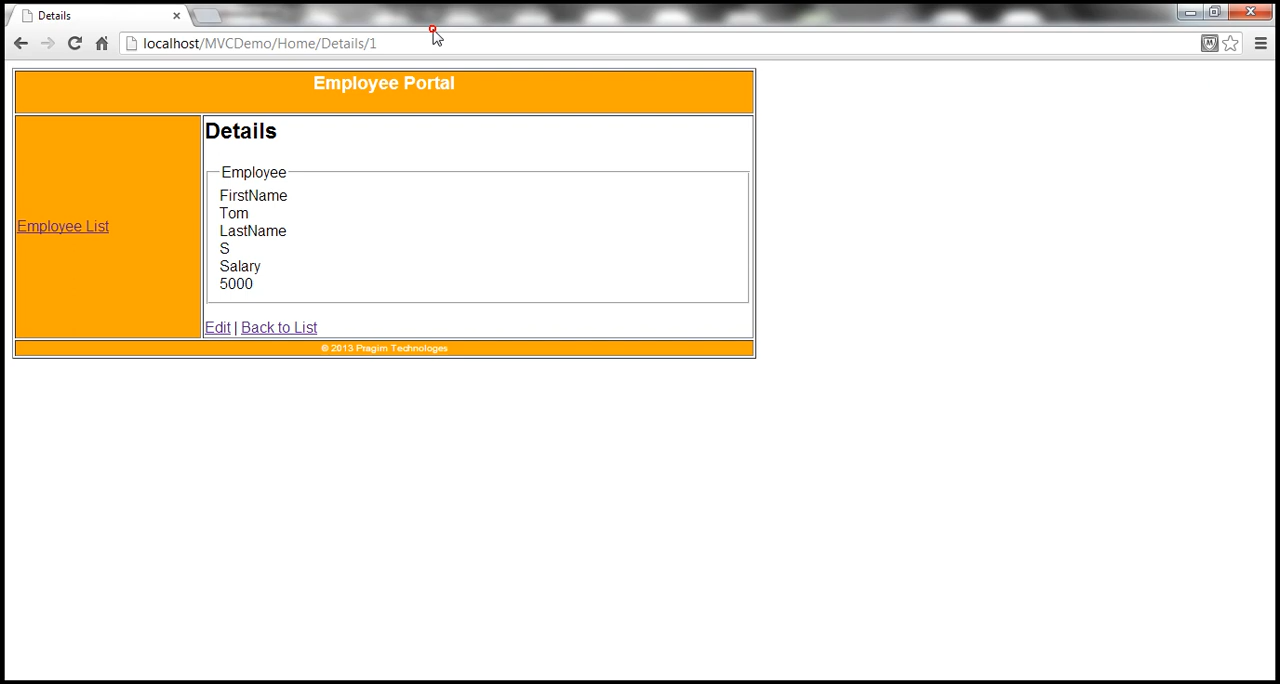 Details
localhost/MVCDemo/Home/Details/1
Employee Portal
Employee List
Details
Employee
FirstName
Tom
LastName
S
Salary
5000
Edit | Back to List
© 2013 Pragim Technologes